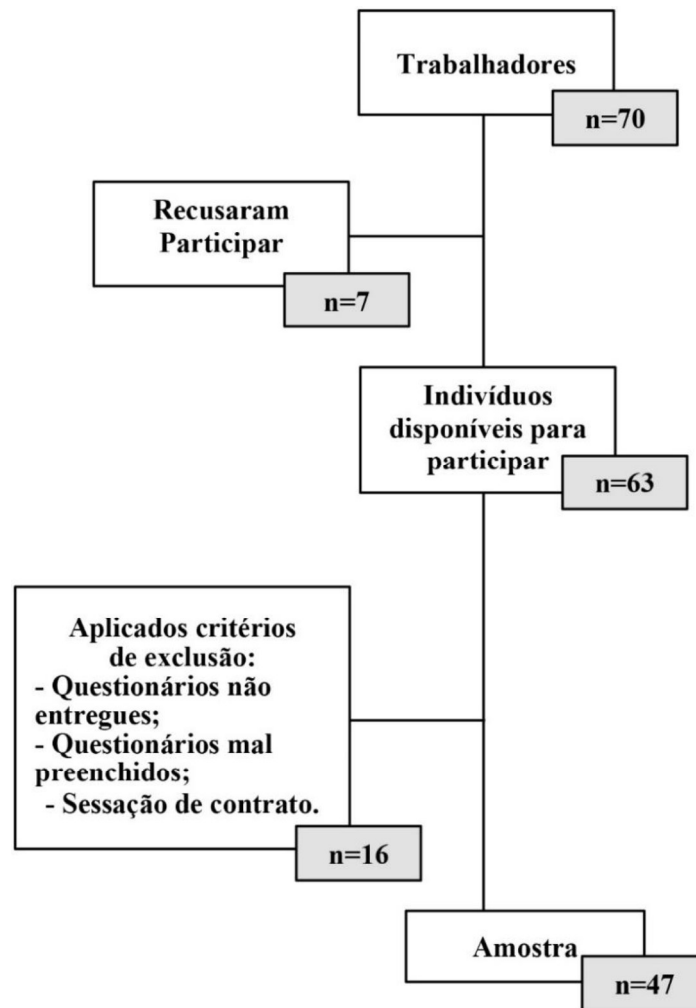 Trabalhadores
n=70
Recusaram
Participar
n=7
Indivíduos
disponíveis para
participar
n=63
Aplicados critérios
de exclusão:
- Questionários não
entregues;
- Questionários mal
preenchidos;
- Sessação de contrato.
n=16
Amostra
n=47